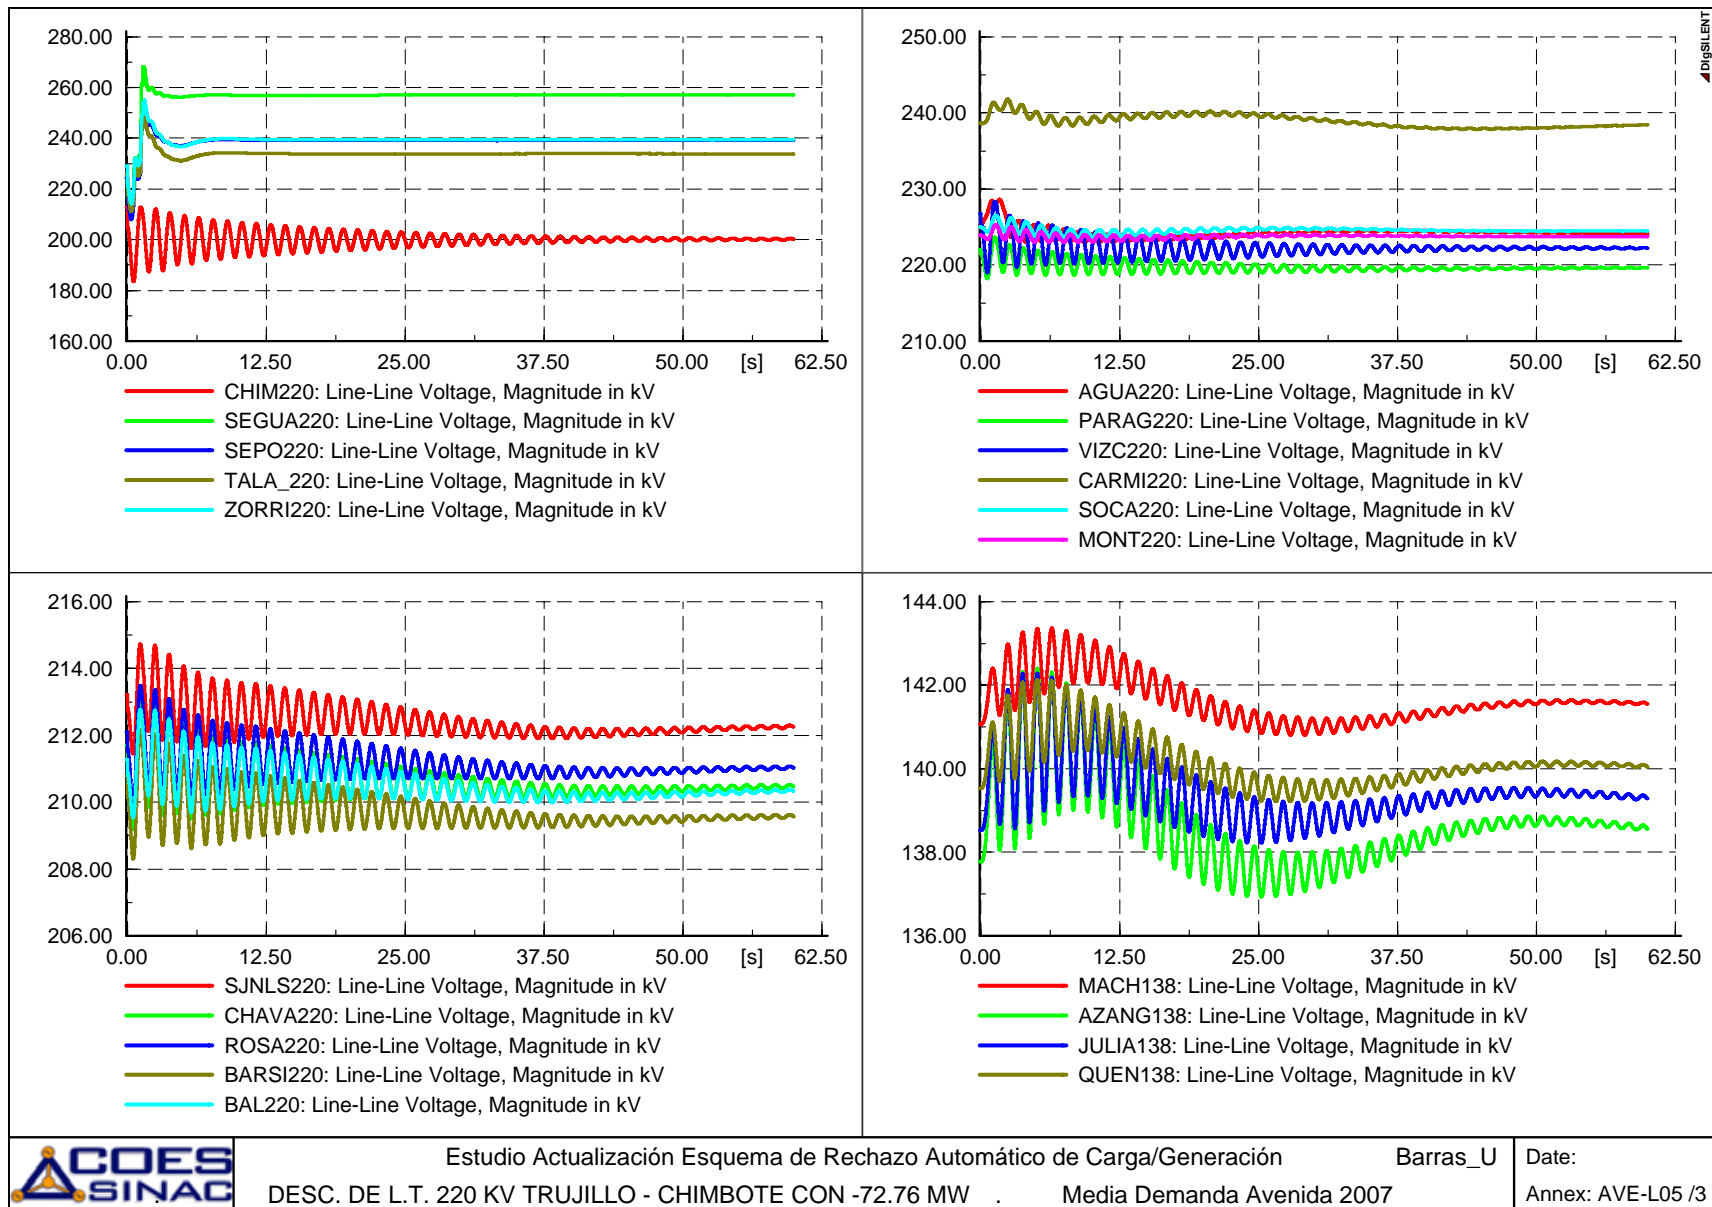 280.00
260.00
240.00
220.00
200.00
180.00
160.00
0.00 12.50 25.00 37.50 50.00 [s] 62.50
CHIM220: Line-Line Voltage, Magnitude in kV
SEGUA220: Line-Line Voltage, Magnitude in kV
SEPO220: Line-Line Voltage, Magnitude in kV
TALA_220: Line-Line Voltage, Magnitude in kV
ZORRI220: Line-Line Voltage, Magnitude in kV
250.00
240.00
230.00
220.00
210.00
0.00 12.50 25.00 37.50 50.00 [s] 62.50
AGUA220: Line-Line Voltage, Magnitude in kV
PARAG220: Line-Line Voltage, Magnitude in kV
VIZC220: Line-Line Voltage, Magnitude in kV
CARMI220: Line-Line Voltage, Magnitude in kV
SOCA220: Line-Line Voltage, Magnitude in kV
MONT220: Line-Line Voltage, Magnitude in kV
DIgSILENT
216.00
214.00
212.00
210.00
208.00
206.00
0.00 12.50 25.00 37.50 50.00 [s] 62.50
SJNLS220: Line-Line Voltage, Magnitude in kV
CHAVA220: Line-Line Voltage, Magnitude in kV
ROSA220: Line-Line Voltage, Magnitude in kV
BARSI220: Line-Line Voltage, Magnitude in kV
BAL220: Line-Line Voltage, Magnitude in kV
144.00
142.00
140.00
138.00
136.00
0.00 12.50 25.00 37.50 50.00 [s] 62.50
MACH138: Line-Line Voltage, Magnitude in kV
AZANG138: Line-Line Voltage, Magnitude in kV
JULIA138: Line-Line Voltage, Magnitude in kV
QUEN138: Line-Line Voltage, Magnitude in kV
COES
SINAC
Estudio Actualización Esquema de Rechazo Automático de Carga/Generación Barras_U
. DESC. DE L.T. 220 KV TRUJILLO - CHIMBOTE CON -72.76 MW . Media Demanda Avenida 2007
Date:
Annex: AVE-L05 /3